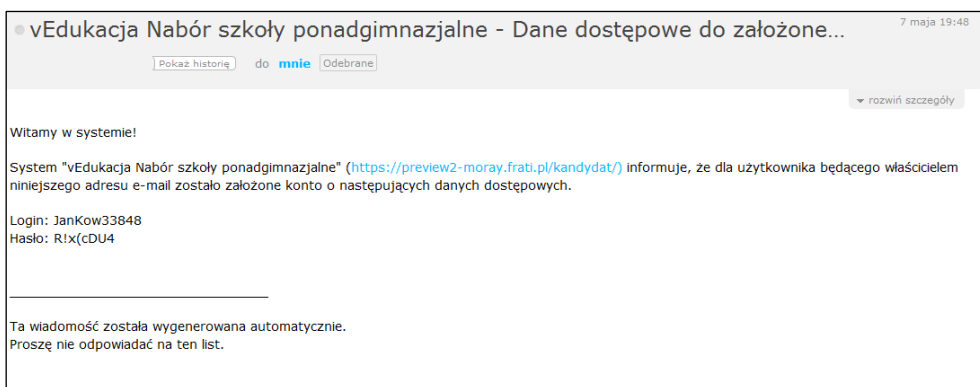 vEdukacja Nabór szkoły ponadgimnazjalne - Dane dostępowe do założone...
7 maja 19:48
Pokaż historię do mnie Odebrane
rozwiń szczegóły
Witamy w systemie!
System "vEdukacja Nabór szkoły ponadgimnazjalne" (https://preview2-moray.frati.pl/kandydat/) informuje, że dla użytkownika będącego właścicielem
niniejszego adresu e-mail zostało założone konto o następujących danych dostępowych.
Login: JanKow33848
Hasło: R!x(cDU4
Ta wiadomość została wygenerowana automatycznie.
Proszę nie odpowiadać na ten list.